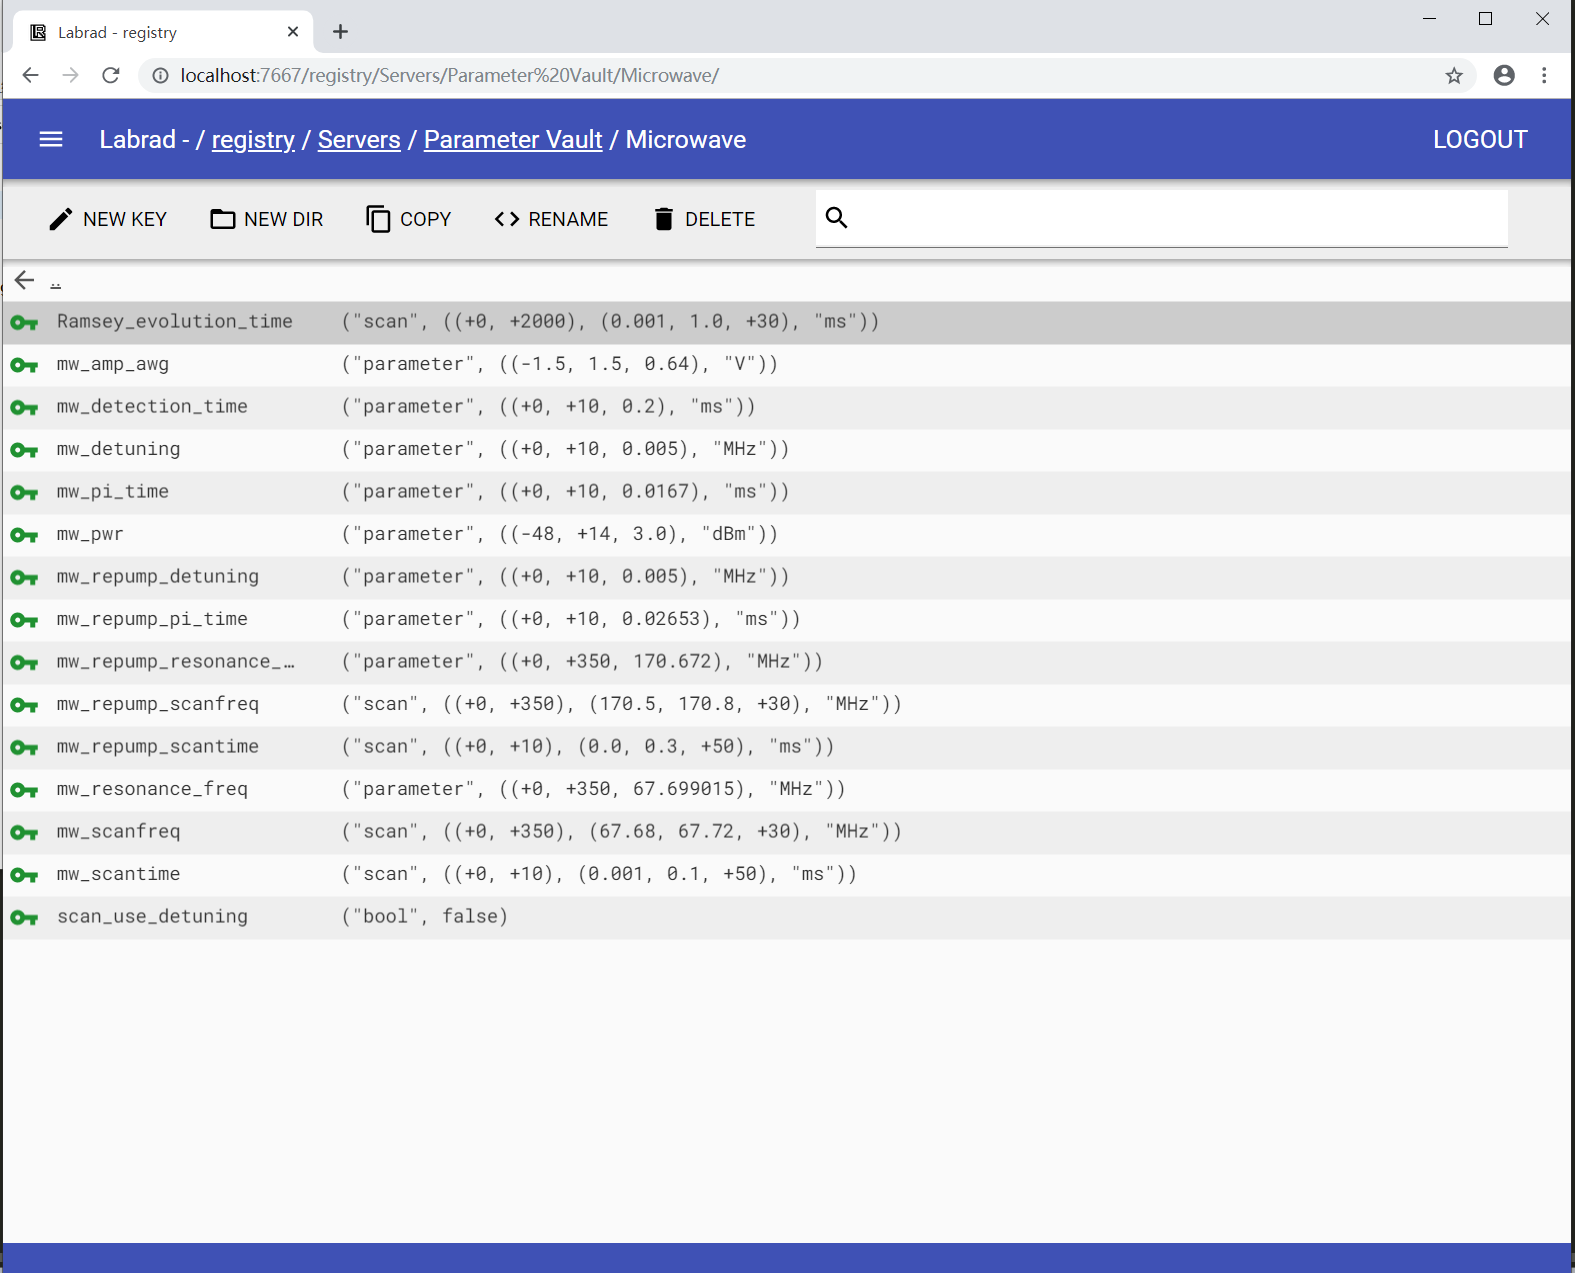 Labrad - registry
localhost:7667/registry/Servers/Parameter%20Vault/Microwave/
Labrad - / registry / Servers / Parameter Vault / Microwave LOGOUT
NEW KEY NEW DIR COPY RENAME DELETE
..
Ramsey_evolution_time ("scan", ((+0, +2000), (0.001, 1.0, +30), "ms"))
mw_amp_awg ("parameter", ((-1.5, 1.5, 0.64), "V"))
mw_detection_time ("parameter", ((+0, +10, 0.2), "ms"))
mw_detuning ("parameter", ((+0, +10, 0.005), "MHz"))
mw_pi_time ("parameter", ((+0, +10, 0.0167), "ms"))
mw_pwr ("parameter", ((-48, +14, 3.0), "dBm"))
mw_repump_detuning ("parameter", ((+0, +10, 0.005), "MHz"))
mw_repump_pi_time ("parameter", ((+0, +10, 0.02653), "ms"))
mw_repump_resonance_… ("parameter", ((+0, +350, 170.672), "MHz"))
mw_repump_scanfreq ("scan", ((+0, +350), (170.5, 170.8, +30), "MHz"))
mw_repump_scantime ("scan", ((+0, +10), (0.0, 0.3, +50), "ms"))
mw_resonance_freq ("parameter", ((+0, +350, 67.699015), "MHz"))
mw_scanfreq ("scan", ((+0, +350), (67.68, 67.72, +30), "MHz"))
mw_scantime ("scan", ((+0, +10), (0.001, 0.1, +50), "ms"))
scan_use_detuning ("bool", false)